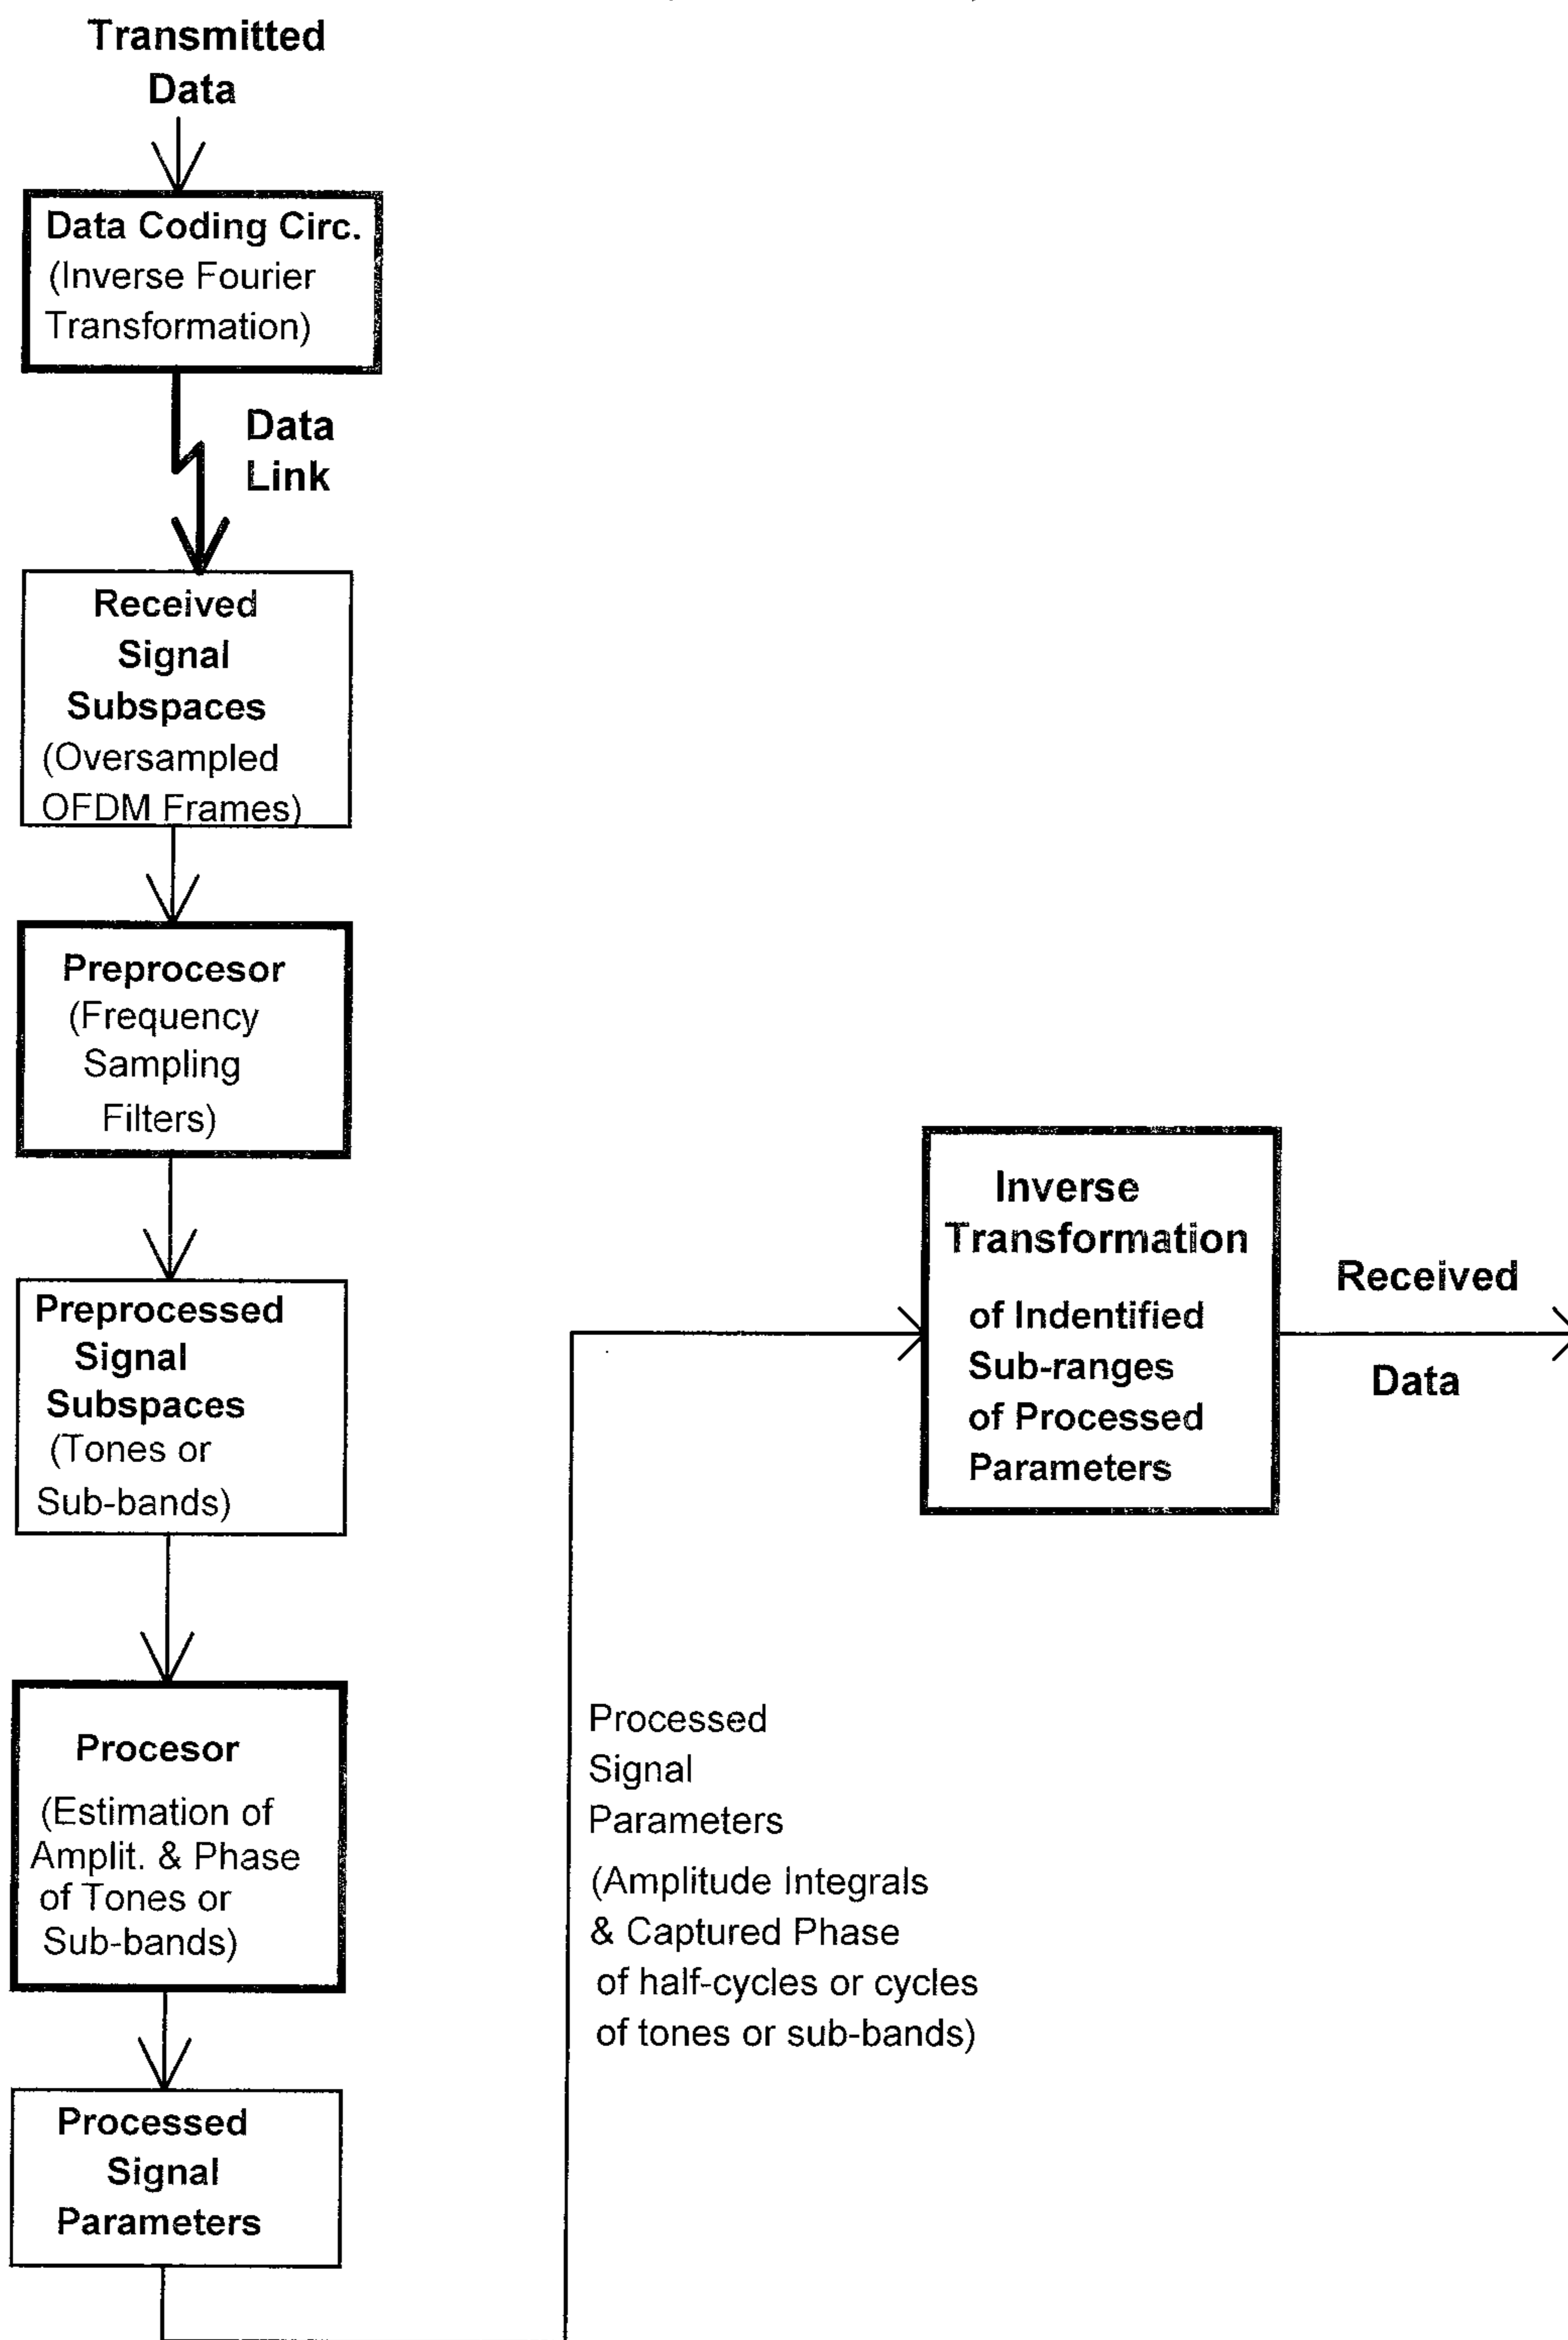 Transmitted
Data
Data Coding Circ.
(Inverse Fourier
Transformation)
Data
Link
Received
Signal
Subspaces
(Oversampled
OFDM Frames)
Preprocesor
(Frequency
Sampling
Filters)
Preprocessed
Signal
Subspaces
(Tones or
Sub-bands)
Procesor
(Estimation of
Amplit. & Phase
of Tones or
Sub-bands)
Processed
Signal
Parameters
Processed
Signal
Parameters
(Amplitude Integrals
& Captured Phase
of half-cycles or cycles
of tones or sub-bands)
Inverse
Transformation
of Indentified
Sub-ranges
of Processed
Parameters
Received
Data